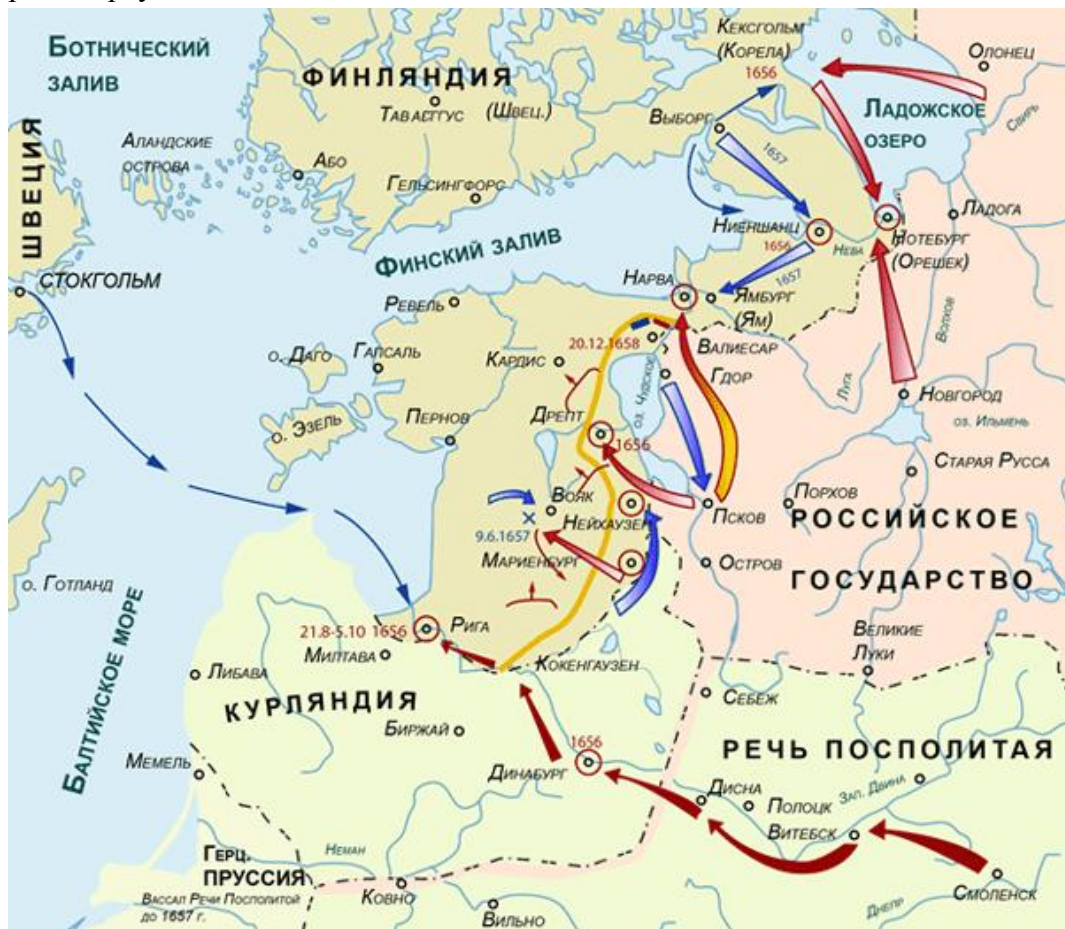 Ботнический
залив
Финляндия
(Швец.)
Тавастгус
Кексгольм
(Корела)
1656
Олонец
Свирь
Ладожское
озеро
Швеция
Аландские
острова
Або
Гельсингфорс
Выборг
1657
Ниеншанц
1656
Нева
Ладога
Нотебург
(Орешек)
Финский залив
Стокгольм
Нарва
1657
Ямбург
(Ям)
Ревель
Волхов
о. Даго
Гапсаль
Кардис
20.12.1658
Валиесар
Гдор
оз. Чудское
Луга
Новгород
оз. Ильмень
о. Эзель
Пернов
Дрепт
1656
Старая Русса
Вояк
Нейхаузен
Псков
Порхов
Российское
государство
9.6.1657
Мариенбург
Остров
о. Готланд
Балтийское море
21.8-5.10 1656
Рига
Милтава
Кокенгаузен
Великие
Луки
Либава
Курляндия
Себеж
Биржай
1656
Речь Посполитая
Мемель
Динабург
Дисна
Полоцк
Зап. Двина
Витебск
Герц.
Пруссия
Неман
Вассал Речи Посполитой
до 1657 г.
Ковно
Вильно
Смоленск
Днепр